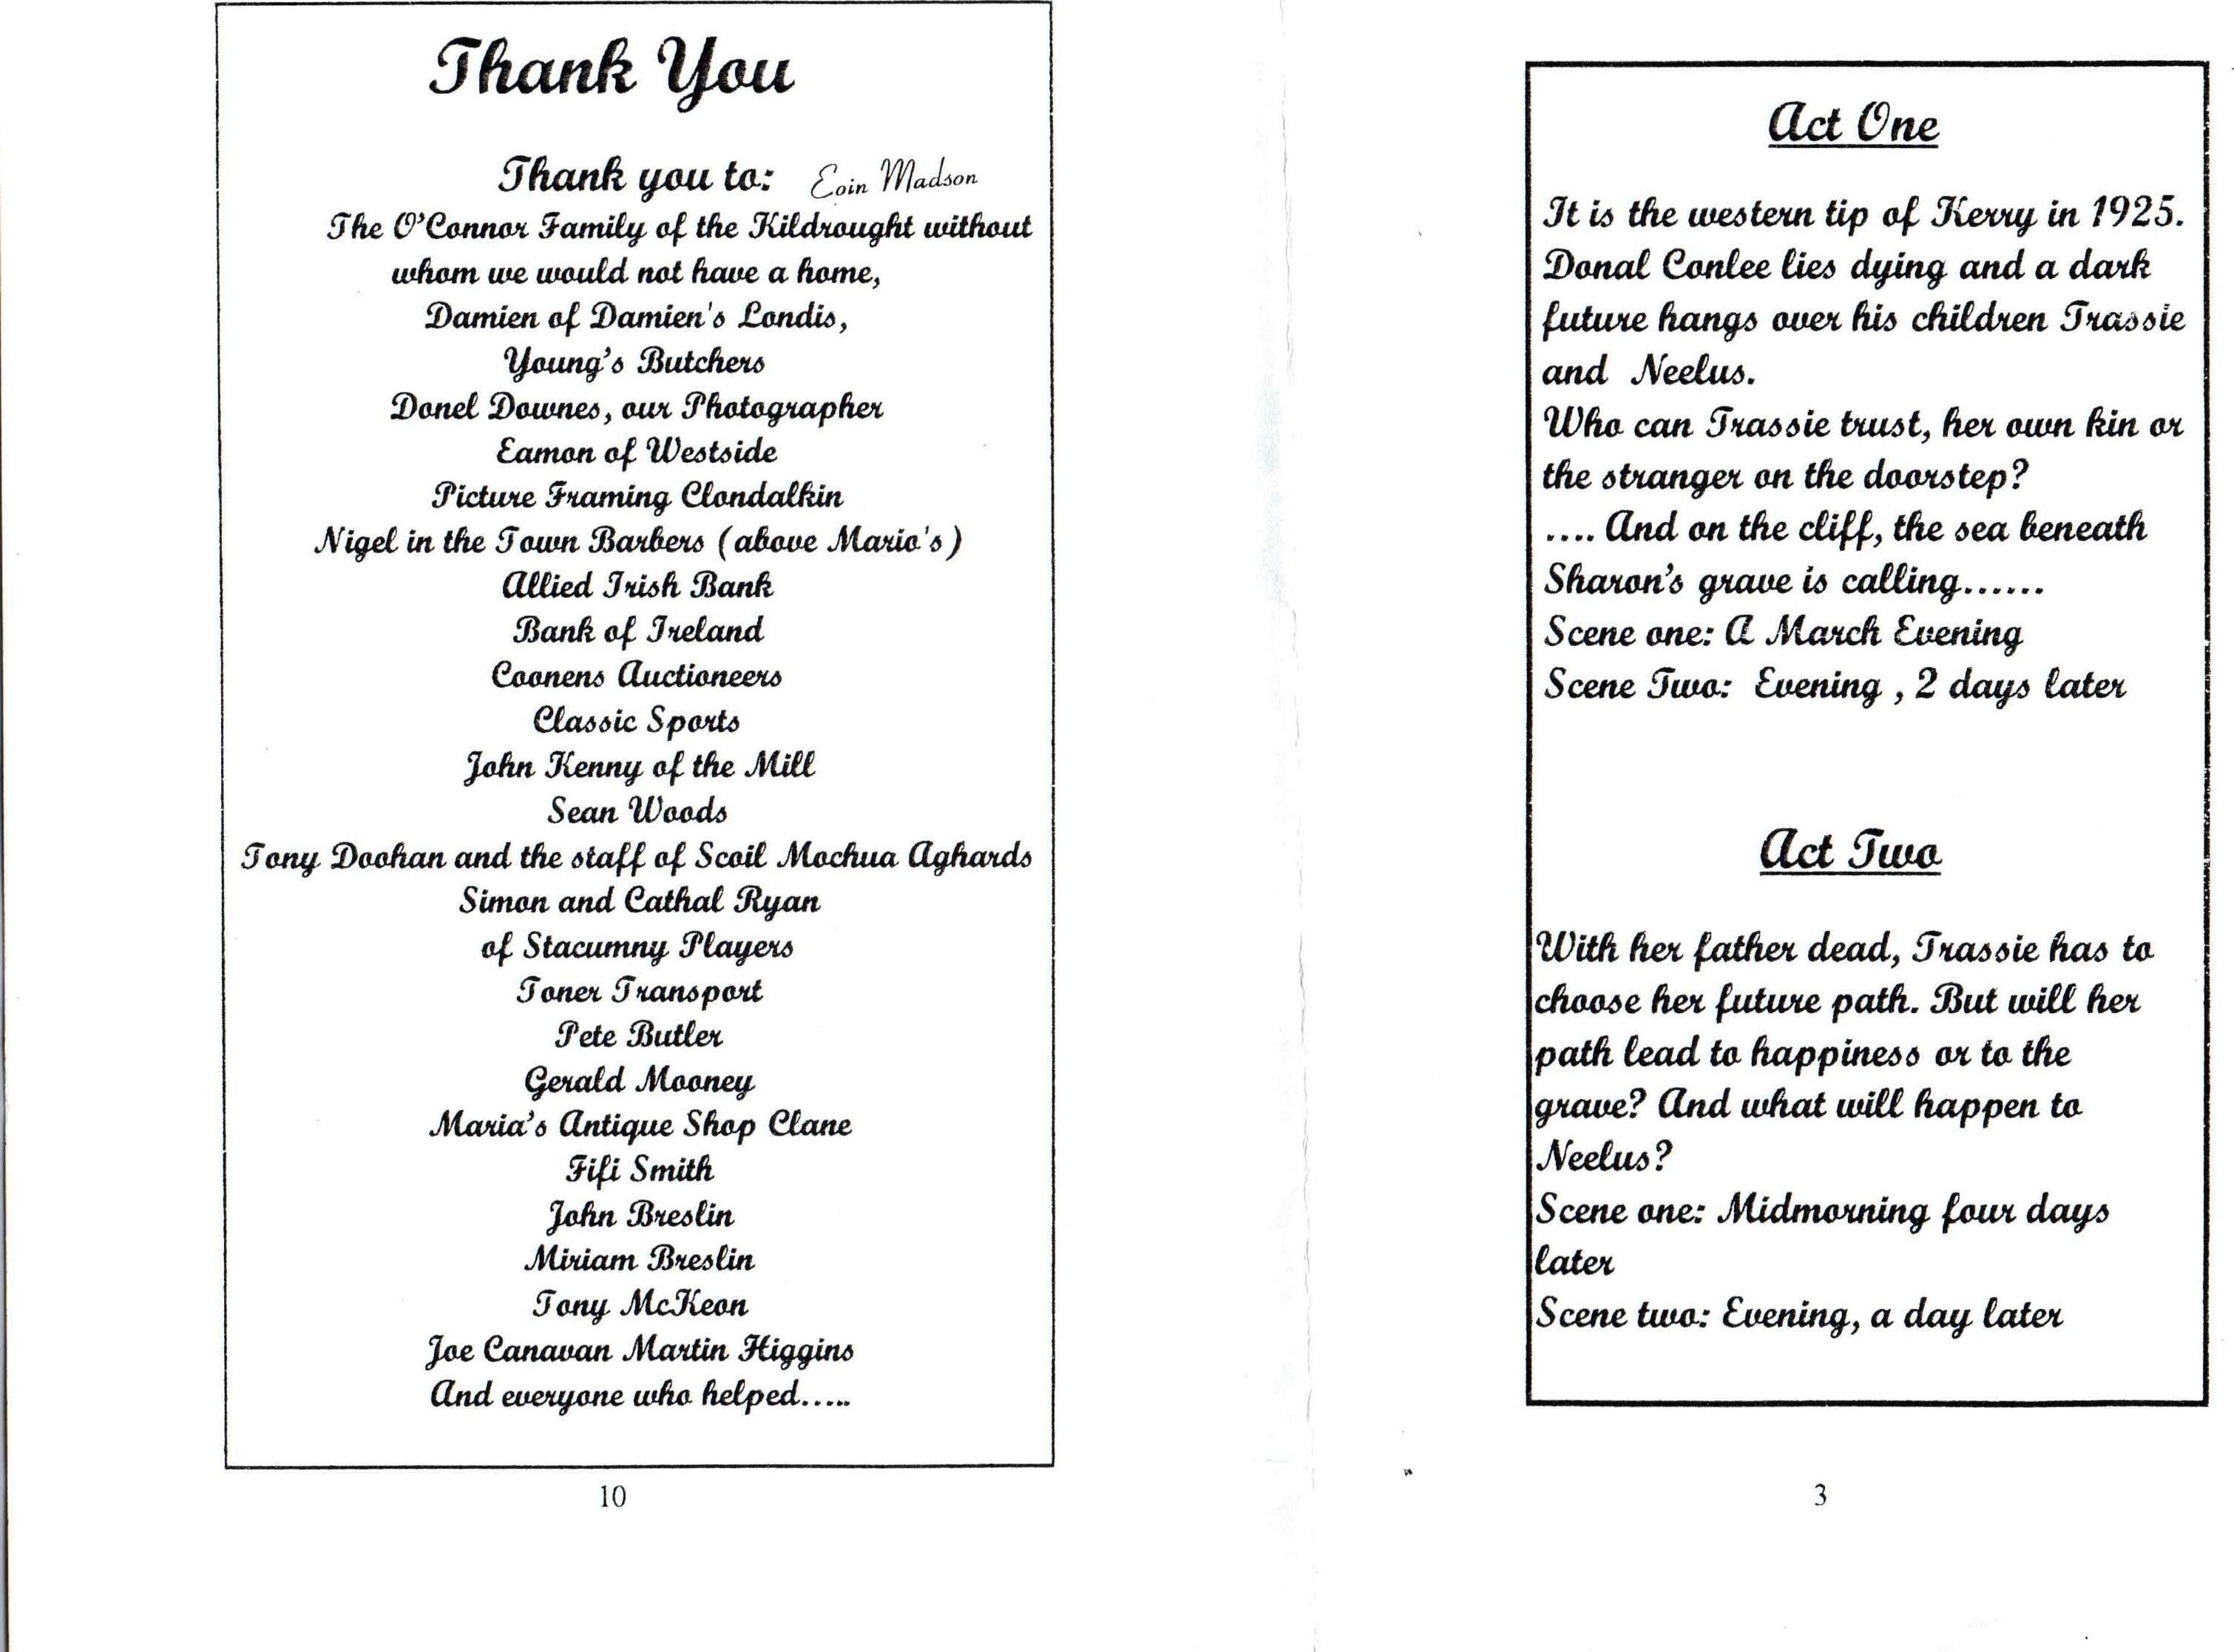 Thank You
Thank you to: Eoin Madson
The O'Connor Family of the Kildrought without
whom we would not have a home,
Damien of Damien's Londis,
Young's Butchers
Donel Downes, our Photographer
Eamon of Westside
Picture Framing Clondalkin
Nigel in the Town Barbers (above Mario's)
Allied Irish Bank
Bank of Ireland
Coonens Auctioneers
Classic Sports
John Kenny of the Mill
Sean Woods
Tony Doohan and the staff of Scoil Mochua Aghards
Simon and Cathal Ryan
of Stacumny Players
Toner Transport
Pete Butler
Gerald Mooney
Maria's Antique Shop Clane
Fifi Smith
John Breslin
Miriam Breslin
Tony McKeon
Joe Canavan Martin Higgins
And everyone who helped.....
10
Act One
It is the western tip of Kerry in 1925.
Donal Conlee lies dying and a dark
future hangs over his children Trassie
and Neelus.
Who can Trassie trust, her own kin or
the stranger on the doorstep?
.... And on the cliff, the sea beneath
Sharon's grave is calling......
Scene one: A March Evening
Scene Two: Evening , 2 days later
Act Two
With her father dead, Trassie has to
choose her future path. But will her
path lead to happiness or to the
grave? And what will happen to
Neelus?
Scene one: Midmorning four days
later
Scene two: Evening, a day later
3